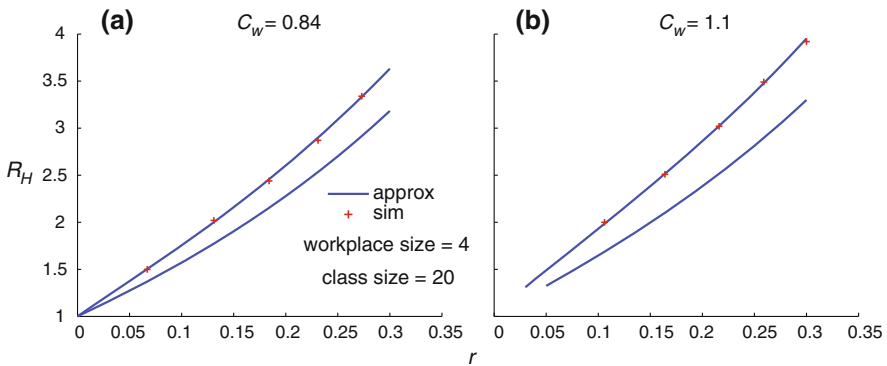 (a)
C_w = 0.84
(b)
C_w = 1.1
4
3.5
3
2.5
2
1.5
1
R_H
approx
sim
workplace size = 4
class size = 20
0 0.05 0.1 0.15 0.2 0.25 0.3 0.35
0 0.05 0.1 0.15 0.2 0.25 0.3 0.35
r